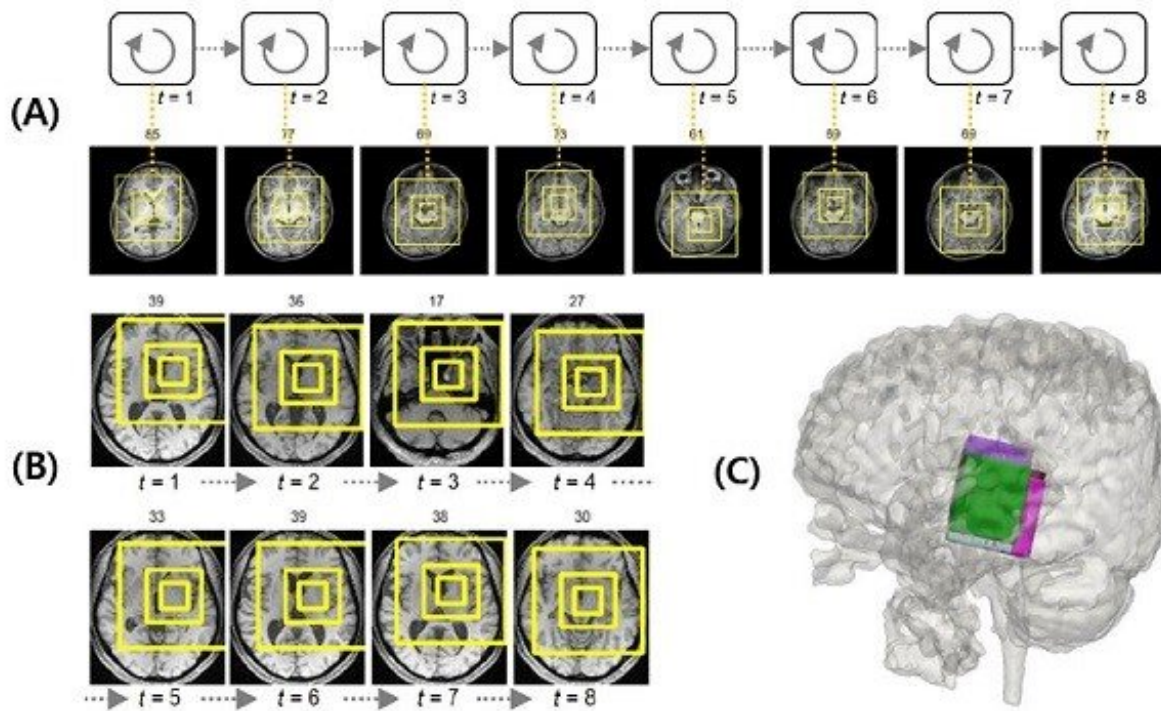 t = 1 t = 2 t = 3 t = 4 t = 5 t = 6 t = 7 t = 8
(A)
85 77 69 73 61 69 69 77
39 36 17 27
(B)
t = 1 t = 2 t = 3 t = 4
(C)
33 39 38 30
t = 5 t = 6 t = 7 t = 8